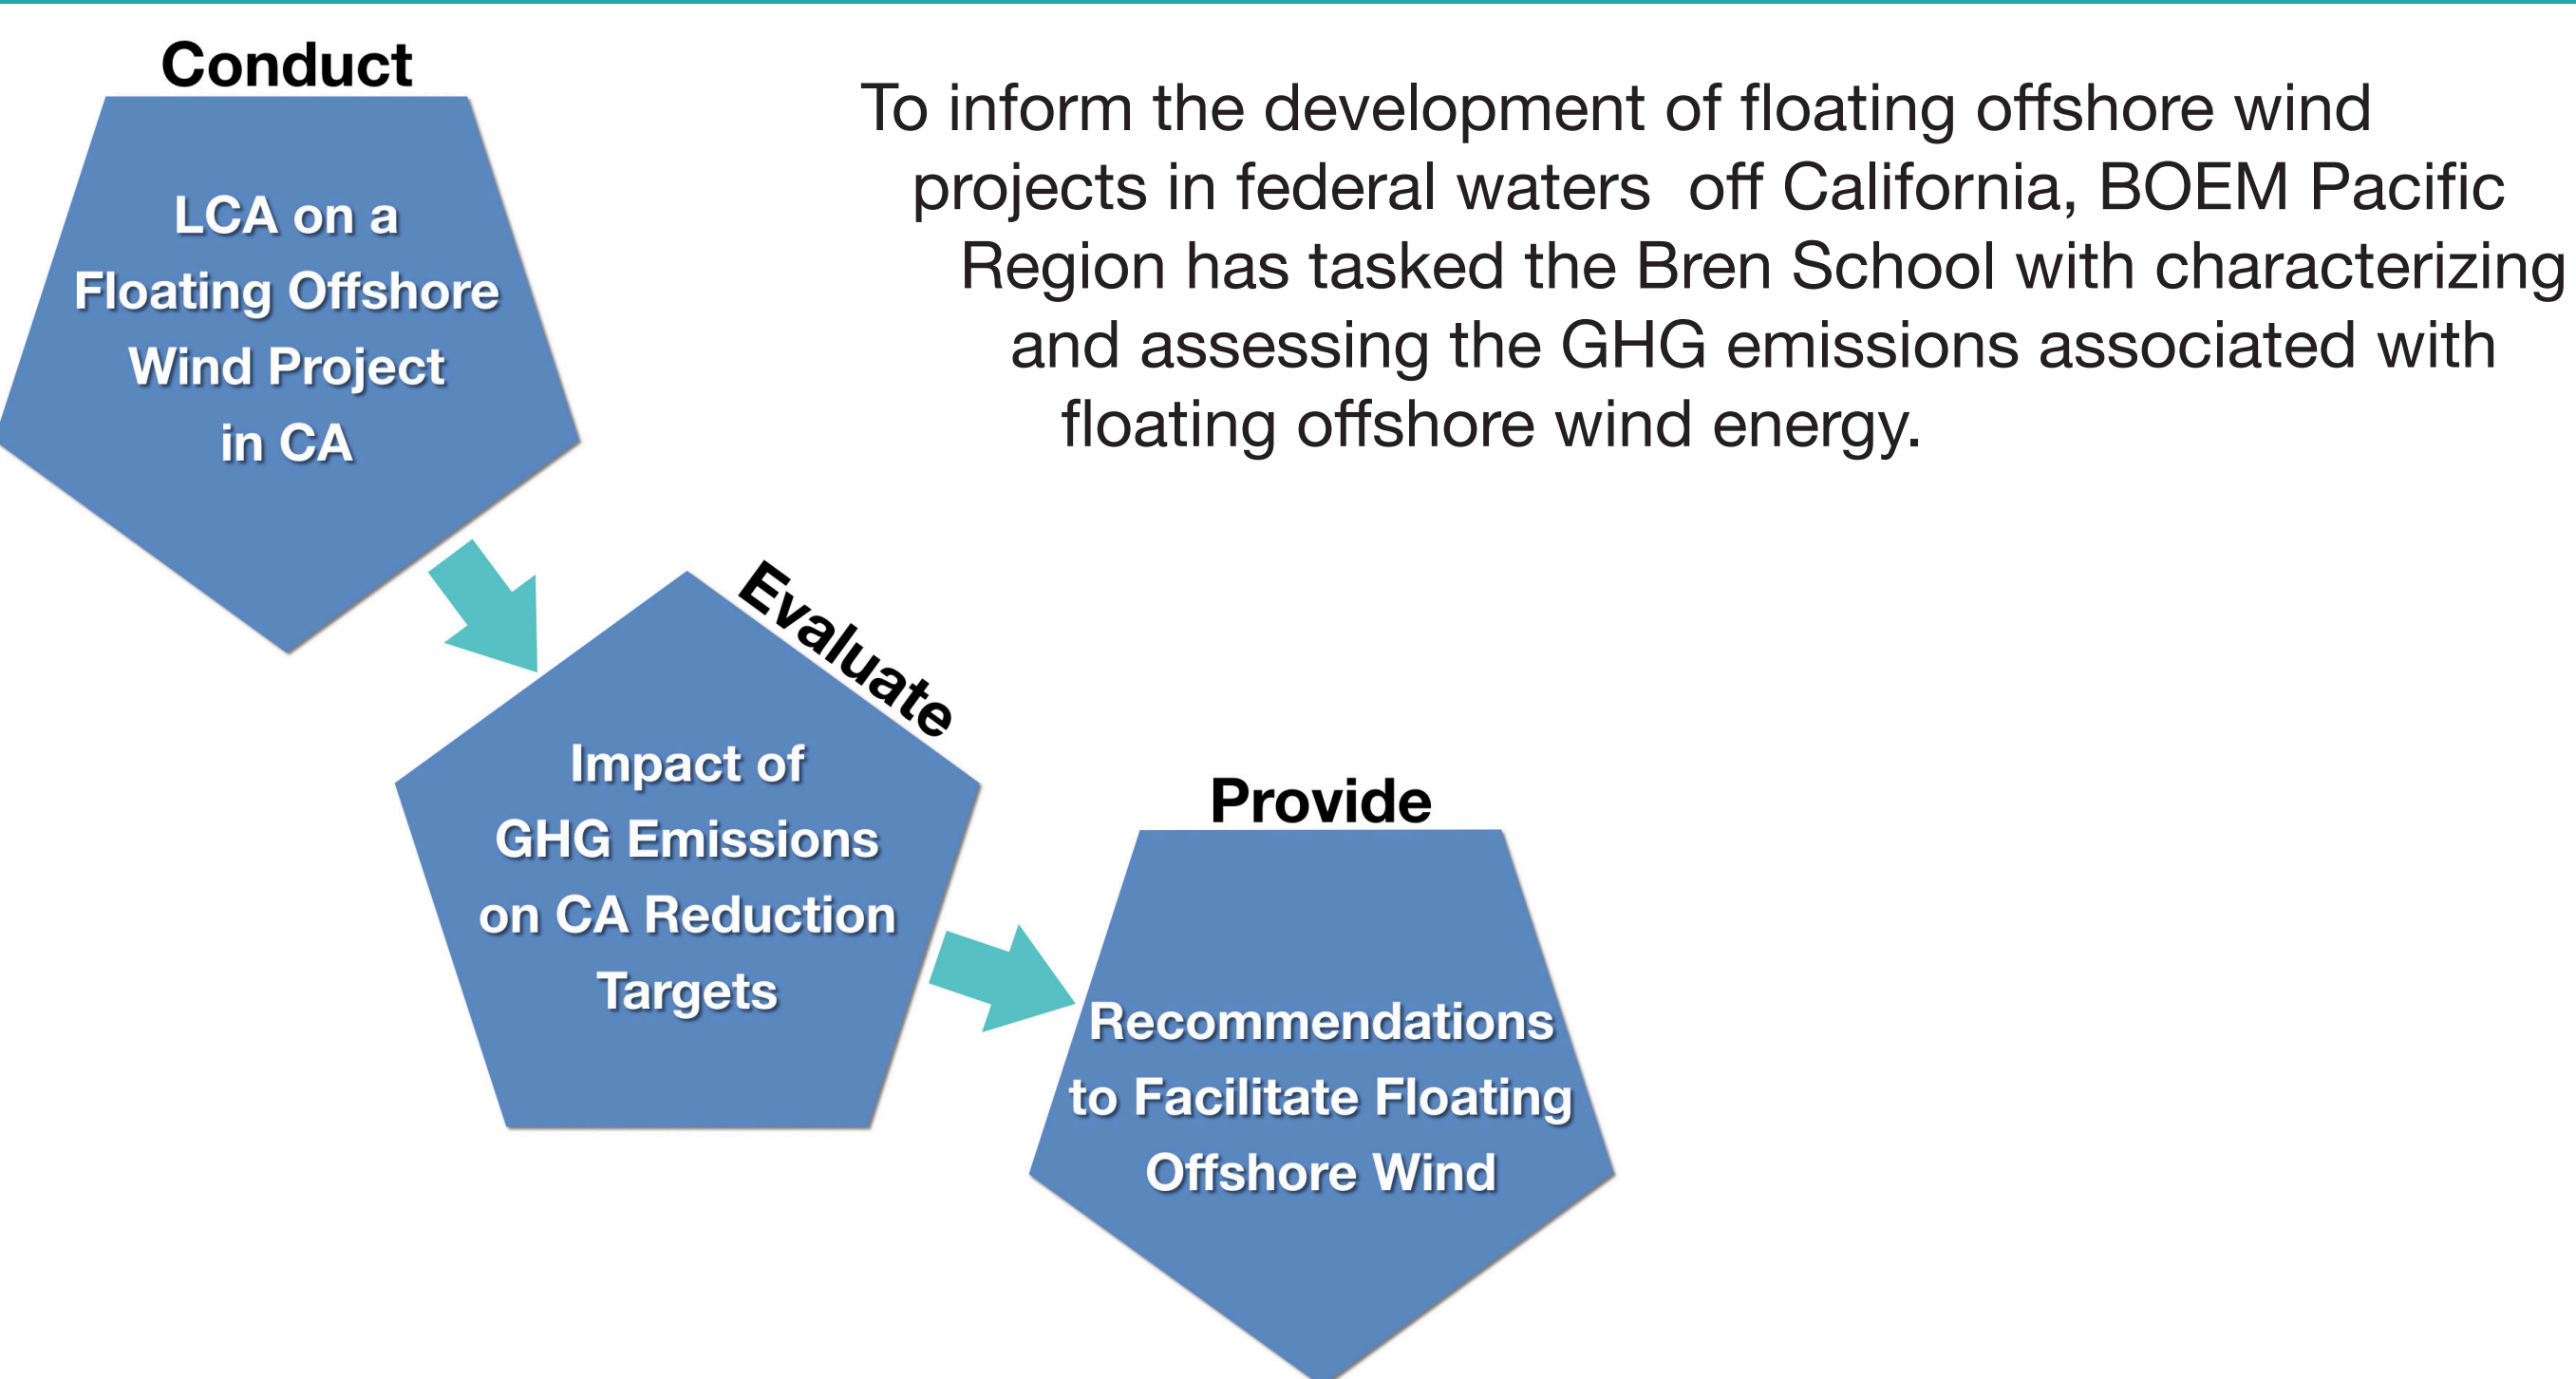 Conduct
LCA on a
Floating Offshore
Wind Project
in CA
To inform the development of floating offshore wind
projects in federal waters  off California, BOEM Pacific
Region has tasked the Bren School with characterizing
and assessing the GHG emissions associated with
floating offshore wind energy.
Evaluate
Impact of
GHG Emissions
on CA Reduction
Targets
Provide
Recommendations
to Facilitate Floating
Offshore Wind